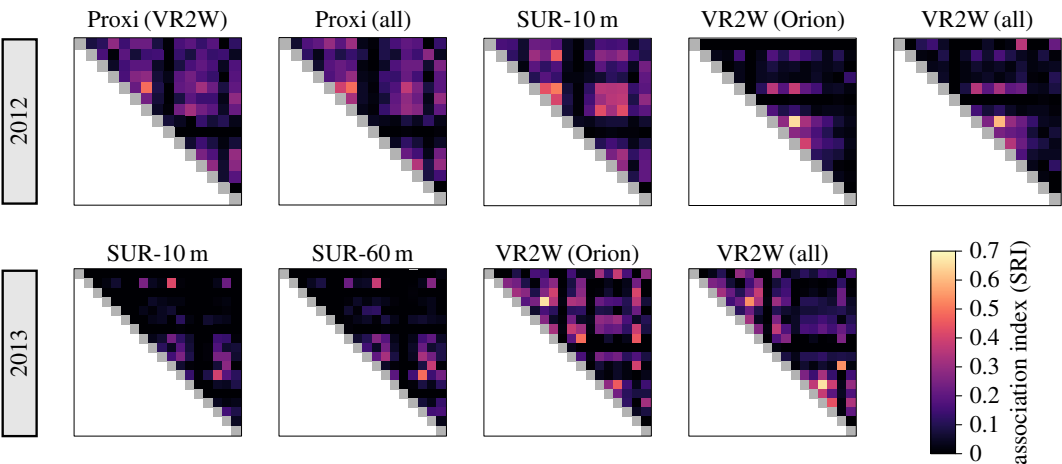 Proxi (VR2W)
Proxi (all)
SUR-10 m
VR2W (Orion)
VR2W (all)
2012
SUR-10 m
SUR-60 m
VR2W (Orion)
VR2W (all)
2013
0.7
0.6
0.5
0.4
0.3
0.2
0.1
0
association index (SRI)